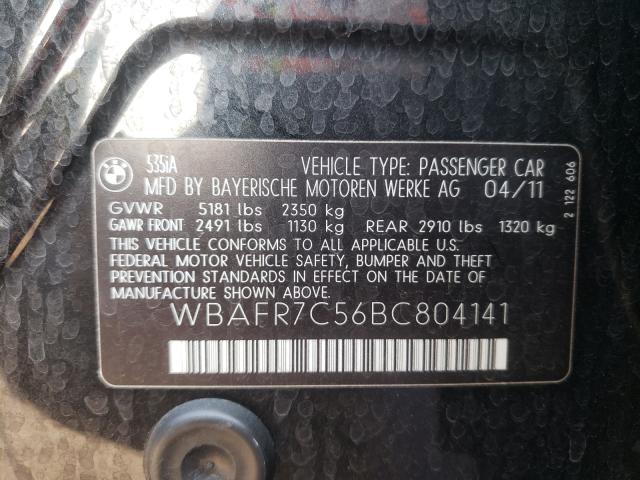 BMW
535iA VEHICLE TYPE: PASSENGER CAR
MFD BY BAYERISCHE MOTOREN WERKE AG 04/11
GVWR 5181 lbs 2350 kg
GAWR FRONT 2491 lbs 1130 kg REAR 2910 lbs 1320 kg
THIS VEHICLE CONFORMS TO ALL APPLICABLE U.S.
FEDERAL MOTOR VEHICLE SAFETY, BUMPER AND THEFT
PREVENTION STANDARDS IN EFFECT ON THE DATE OF
MANUFACTURE SHOWN ABOVE.
WBAFR7C56BC804141
2 122 606